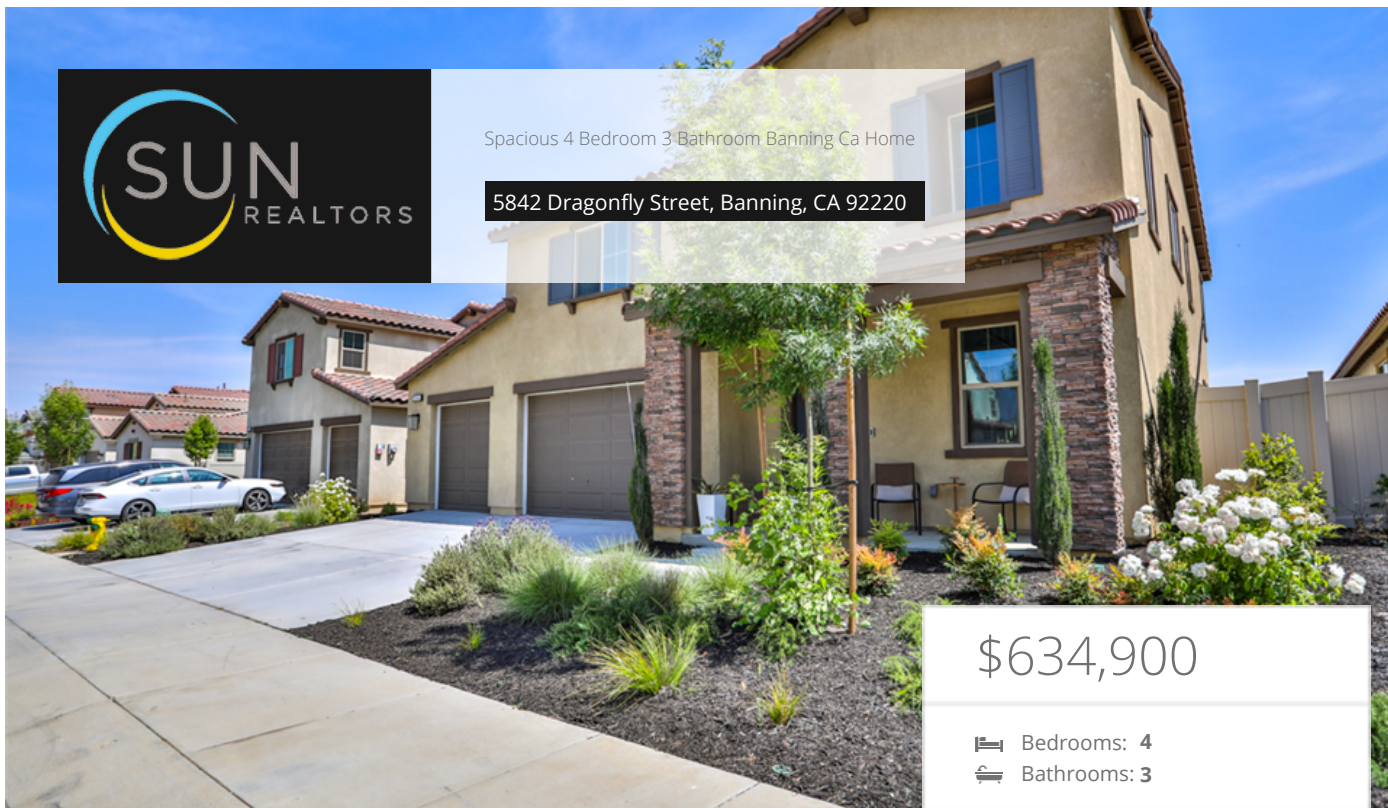 SUN
REALTORS
Spacious 4 Bedroom 3 Bathroom Banning Ca Home
5842 Dragonfly Street, Banning, CA 92220
$634,900
Bedrooms: 4
Bathrooms: 3